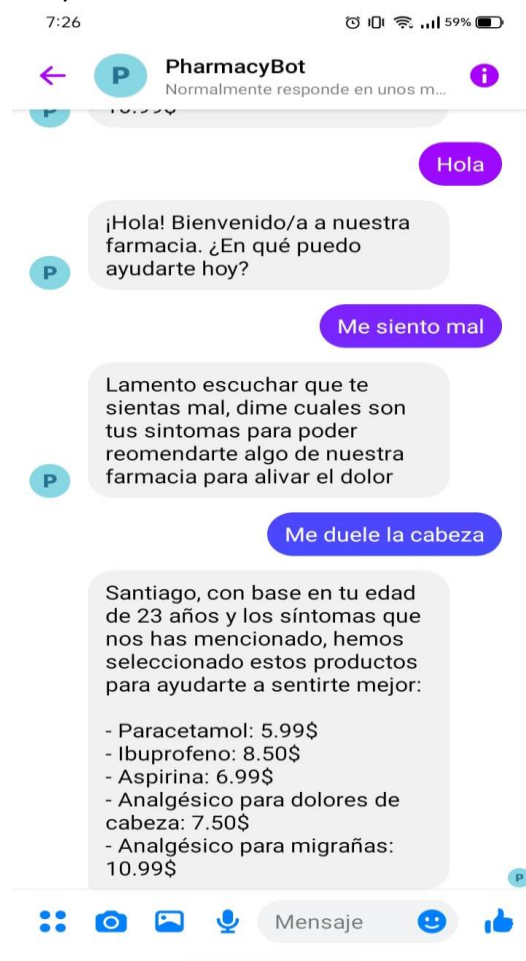 7:26
59%
PharmacyBot
Normalmente responde en unos m...
Hola
¡Hola! Bienvenido/a a nuestra
farmacia. ¿En qué puedo
ayudarte hoy?
P
Me siento mal
Lamento escuchar que te
sientas mal, dime cuales son
tus sintomas para poder
reomendarte algo de nuestra
farmacia para alivar el dolor
P
Me duele la cabeza
Santiago, con base en tu edad
de 23 años y los síntomas que
nos has mencionado, hemos
seleccionado estos productos
para ayudarte a sentirte mejor:
- Paracetamol: 5.99$
- Ibuprofeno: 8.50$
- Aspirina: 6.99$
- Analgésico para dolores de
cabeza: 7.50$
- Analgésico para migrañas:
10.99$
P
Mensaje